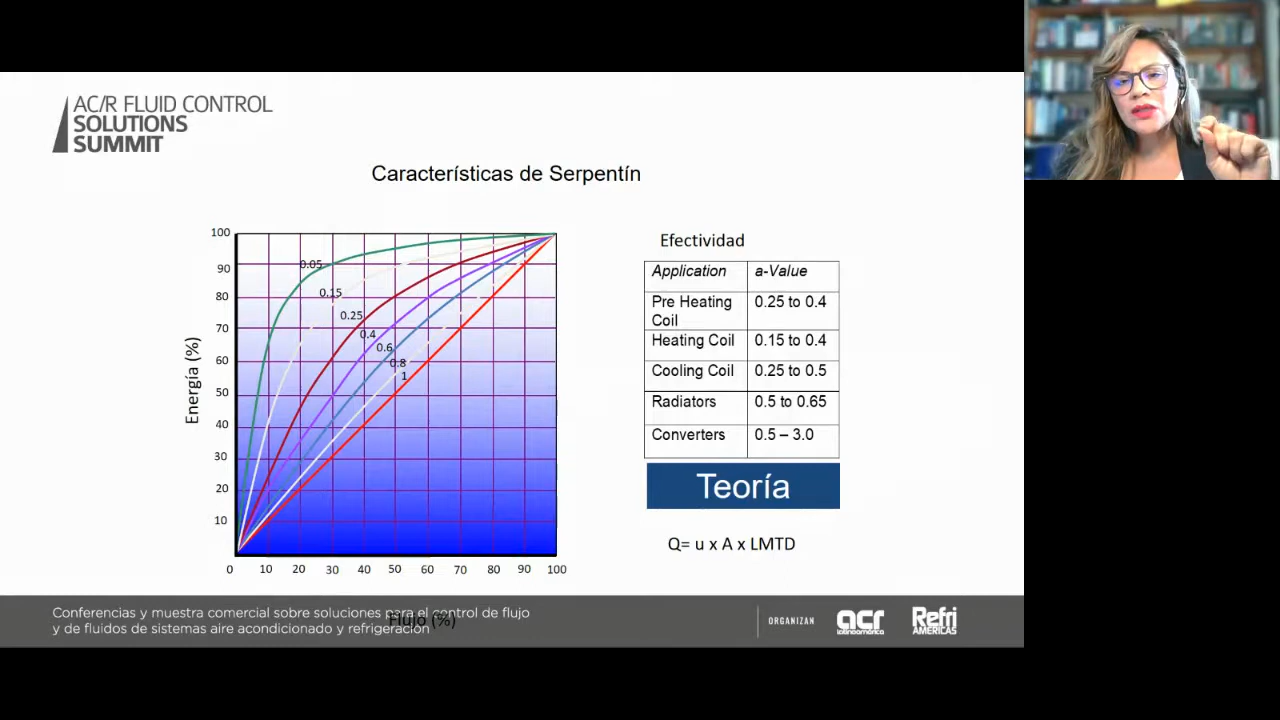 AC/R FLUID CONTROL
SOLUTIONS
SUMMIT
Características de Serpentín
Energía (%)
100
90
80
70
60
50
40
30
20
10
0.05
0.15
0.25
0.4
0.6
0.8
1
0 10 20 30 40 50 60 70 80 90 100
Flujo (%)
Efectividad
Application a-Value
Pre Heating 0.25 to 0.4
Coil
Heating Coil 0.15 to 0.4
Cooling Coil 0.25 to 0.5
Radiators 0.5 to 0.65
Converters 0.5 – 3.0
Teoría
Q= u x A x LMTD
Conferencias y muestra comercial sobre soluciones para el control de flujo
y de fluidos de sistemas aire acondicionado y refrigeración
ORGANIZAN
acr
latinoamérica
Refri
AMÉRICAS